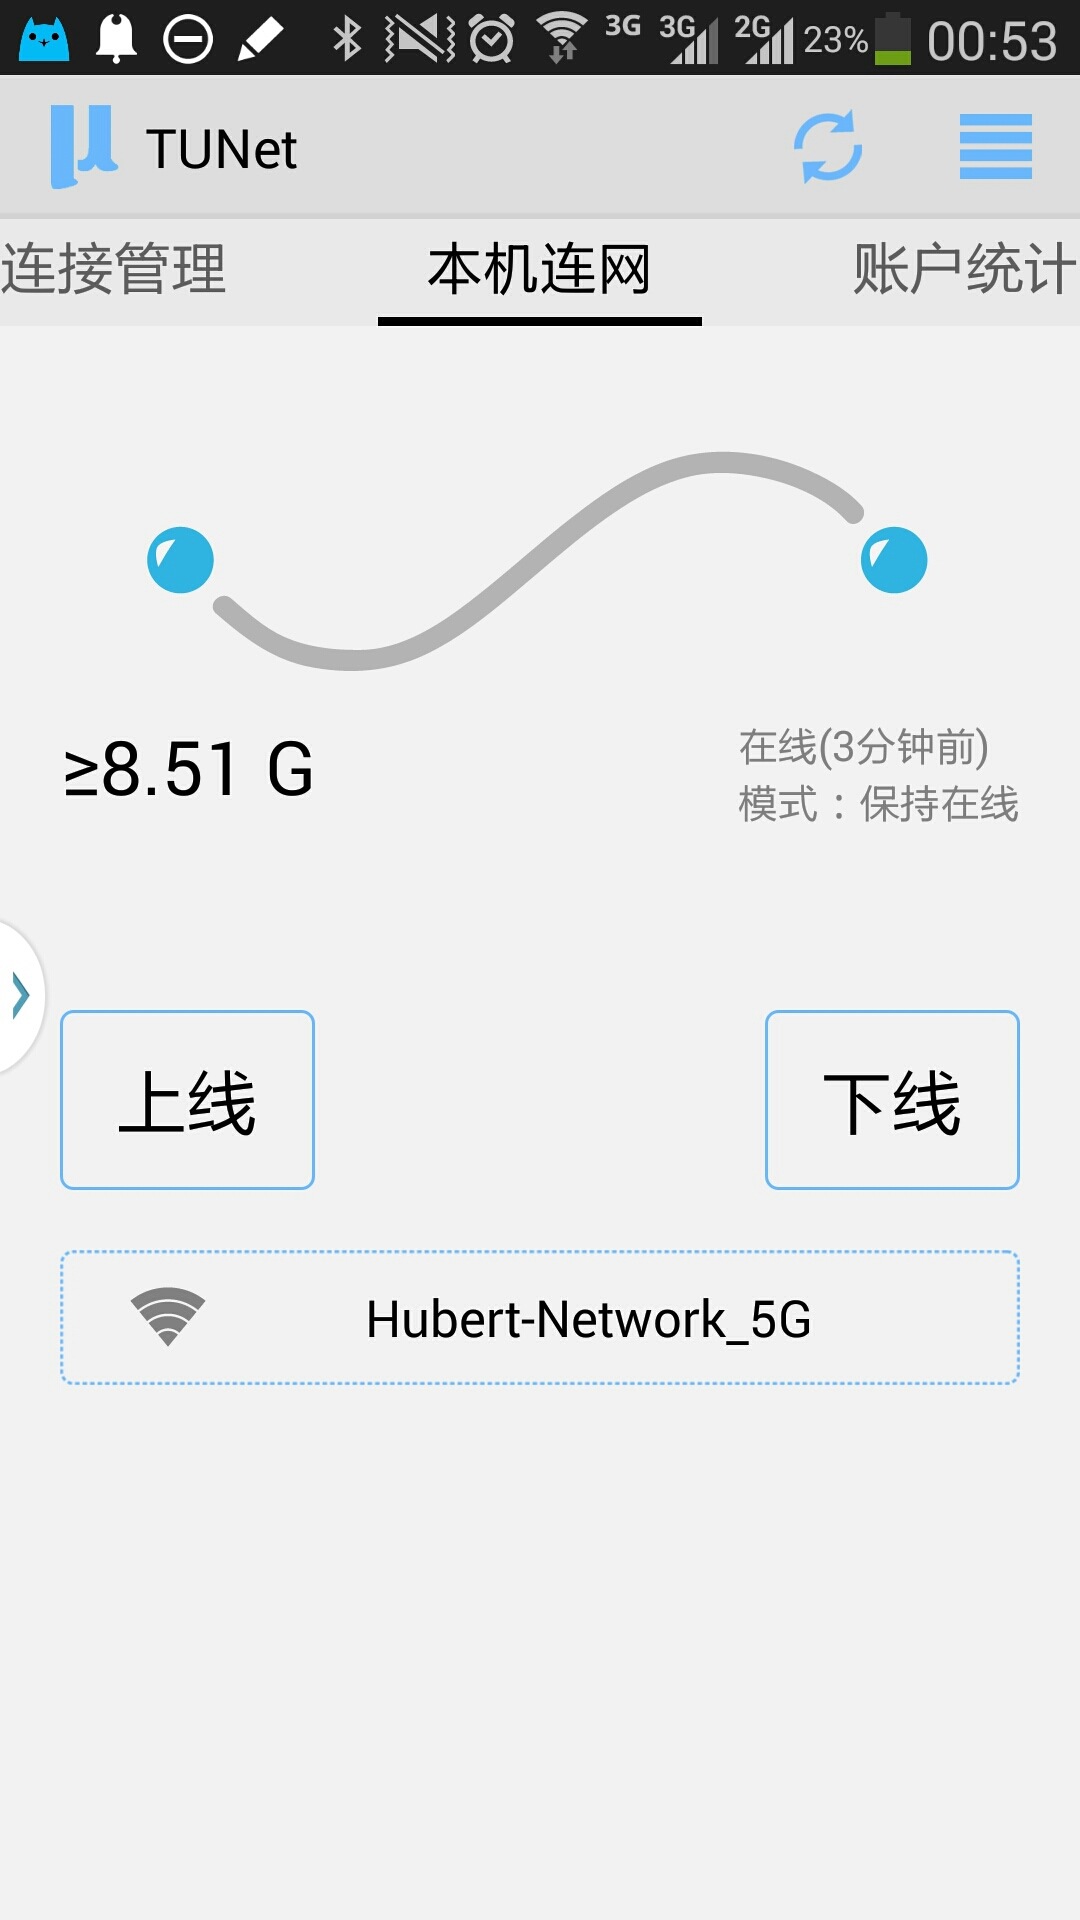 3G 3G 2G 23% 00:53
TUNet
连接管理 本机连网 账户统计
≥8.51 G
在线(3分钟前)
模式：保持在线
上线 下线
Hubert-Network_5G